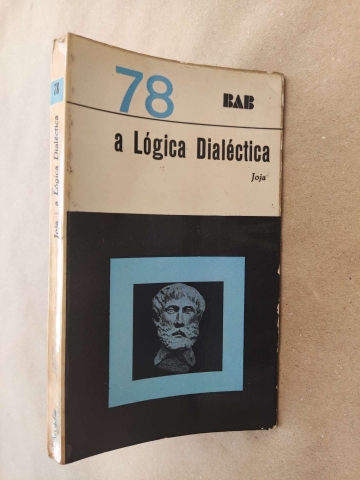 78
BAB
a Lógica Dialéctica
Joja
78
Joja : a Lógica Dialéctica